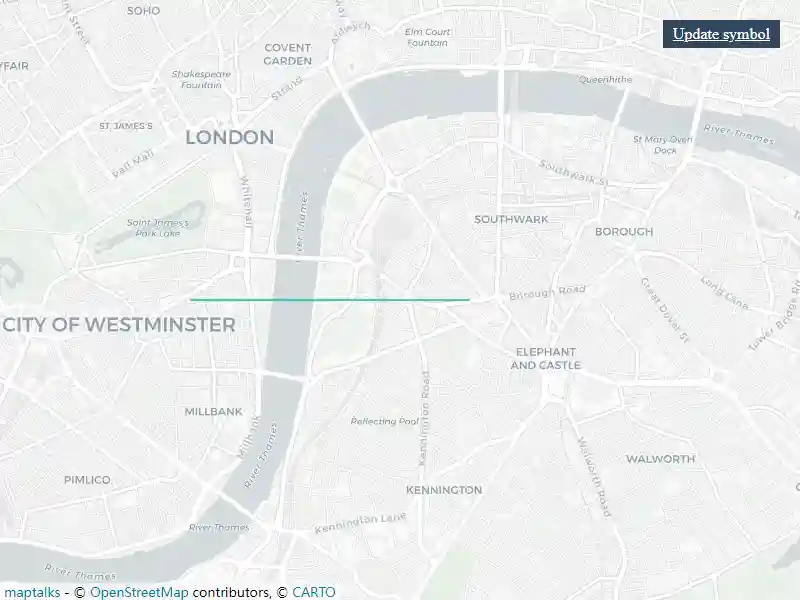 SOHO
Elm Court
Fountain
Update symbol
Aldwych
COVENT
GARDEN
Shakespeare
Fountain
Strand
Queenhithe
ST. JAMES'S
LONDON
River Thames
St Mary Overy
Dock
Pall Mall
Southwark St
Whitehall
Saint James's
Park Lake
River Thames
SOUTHWARK
BOROUGH
Borough Road
Long Lane
Great Dover St
Tower Bridge Rd
CITY OF WESTMINSTER
ELEPHANT
AND CASTLE
MILLBANK
Millbank
Reflecting Pool
Kennington Road
River Thames
Walworth Road
WALWORTH
PIMLICO
KENNINGTON
River Thames
Kennington Lane
River Thames
maptalks - © OpenStreetMap contributors, © CARTO